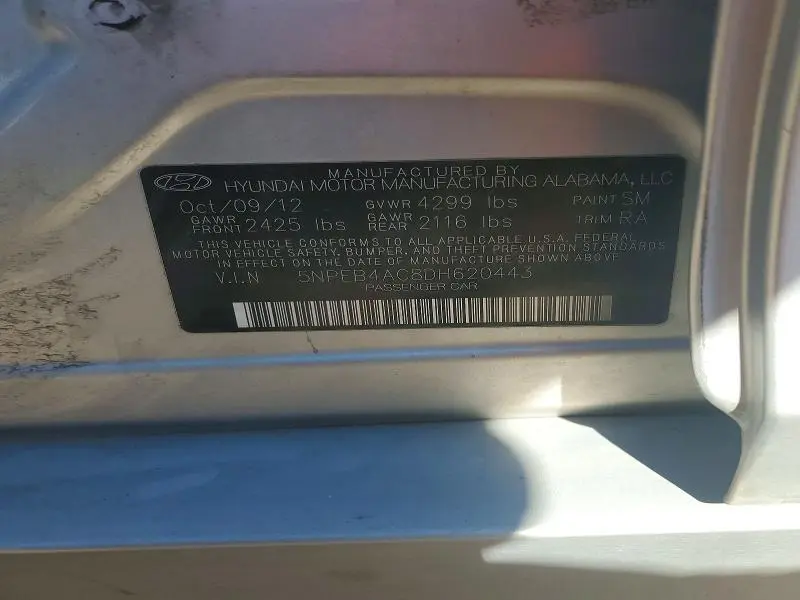 MANUFACTURED BY
HYUNDAI MOTOR MANUFACTURING ALABAMA, LLC
Oct/09/12 GVWR 4299 lbs PAINT SM
GAWR FRONT 2425 lbs GAWR REAR 2116 lbs TRIM RA
THIS VEHICLE CONFORMS TO ALL APPLICABLE U.S.A. FEDERAL
MOTOR VEHICLE SAFETY, BUMPER, AND THEFT PREVENTION STANDARDS
IN EFFECT ON THE DATE OF MANUFACTURE SHOWN ABOVE
V.I.N 5NPEB4AC8DH620443
PASSENGER CAR